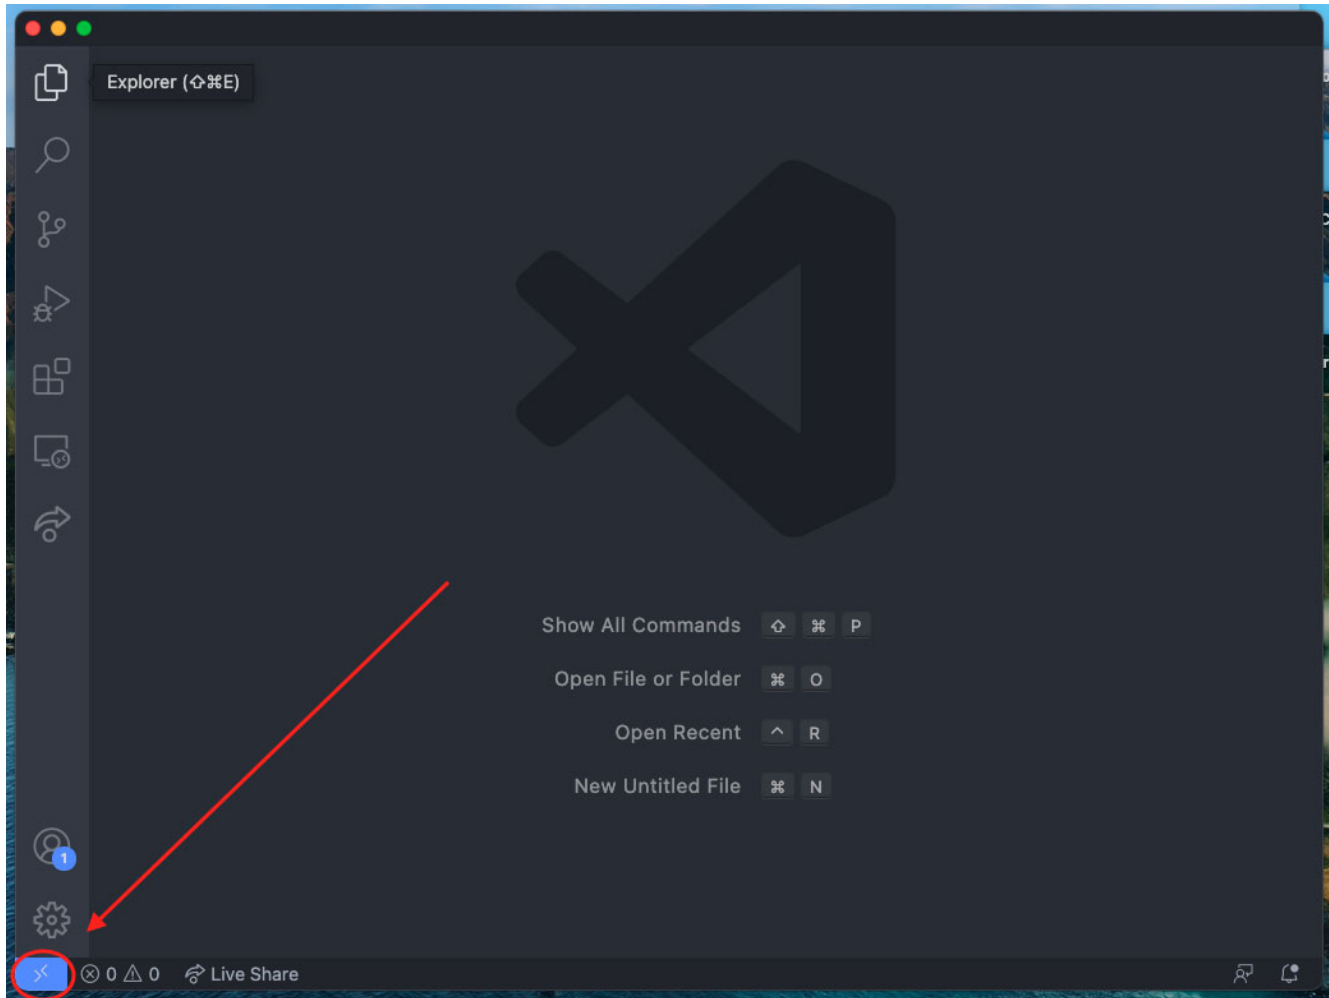 Explorer (⇧⌘E)
Show All Commands ⇧ ⌘ P
Open File or Folder ⌘ O
Open Recent ^ R
New Untitled File ⌘ N
1
0 0 Live Share